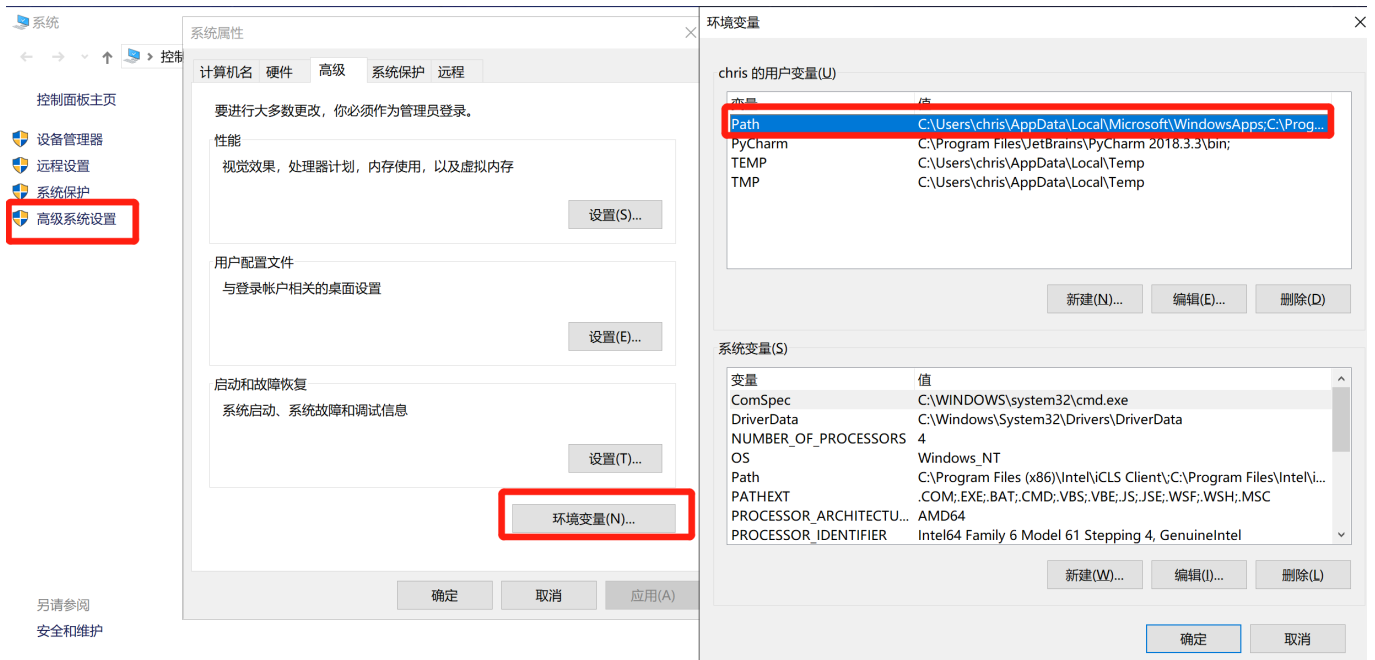 系统
控制
控制面板主页
设备管理器
远程设置
系统保护
高级系统设置
另请参阅
安全和维护
系统属性
计算机名 硬件 高级 系统保护 远程
要进行大多数更改，你必须作为管理员登录。
性能
视觉效果，处理器计划，内存使用，以及虚拟内存
设置(S)...
用户配置文件
与登录帐户相关的桌面设置
设置(E)...
启动和故障恢复
系统启动、系统故障和调试信息
设置(T)...
环境变量(N)...
确定 取消 应用(A)
环境变量
chris 的用户变量(U)
变量 值
Path C:\Users\chris\AppData\Local\Microsoft\WindowsApps;C:\Prog...
PyCharm C:\Program Files\JetBrains\PyCharm 2018.3.3\bin;
TEMP C:\Users\chris\AppData\Local\Temp
TMP C:\Users\chris\AppData\Local\Temp
新建(N)... 编辑(E)... 删除(D)
系统变量(S)
变量 值
ComSpec C:\WINDOWS\system32\cmd.exe
DriverData C:\Windows\System32\Drivers\DriverData
NUMBER_OF_PROCESSORS 4
OS Windows_NT
Path C:\Program Files (x86)\Intel\iCLS Client\;C:\Program Files\Intel\i...
PATHEXT .COM;.EXE;.BAT;.CMD;.VBS;.VBE;.JS;.JSE;.WSF;.WSH;.MSC
PROCESSOR_ARCHITECTU... AMD64
PROCESSOR_IDENTIFIER Intel64 Family 6 Model 61 Stepping 4, GenuineIntel
新建(W)... 编辑(I)... 删除(L)
确定 取消